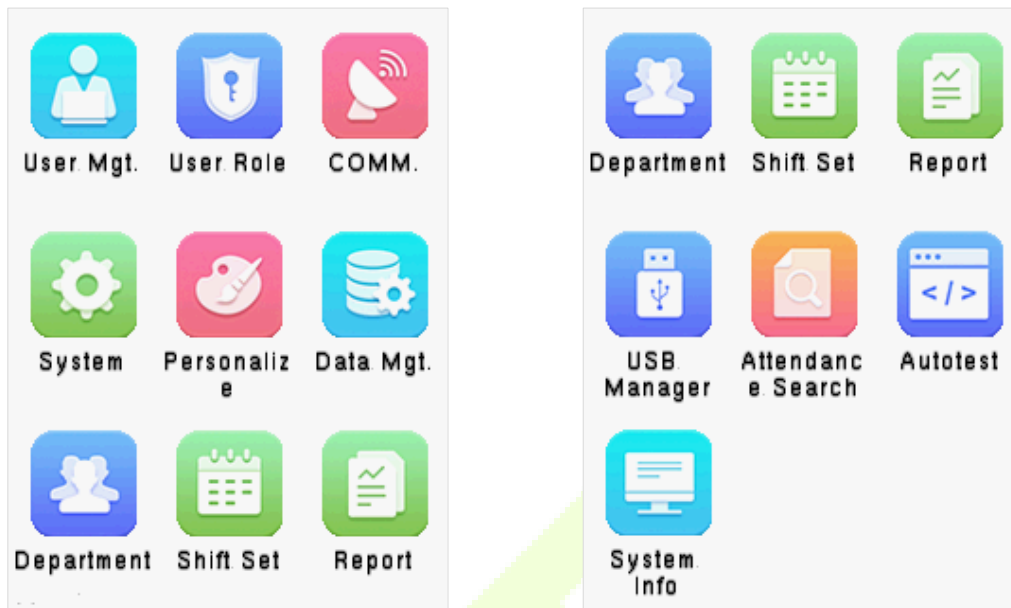 User Mgt.
User Role
COMM.
System
Personaliz
e
Data Mgt.
Department
Shift Set
Report
Department
Shift Set
Report
</>
USB
Manager
Attendanc
e Search
Autotest
System
Info